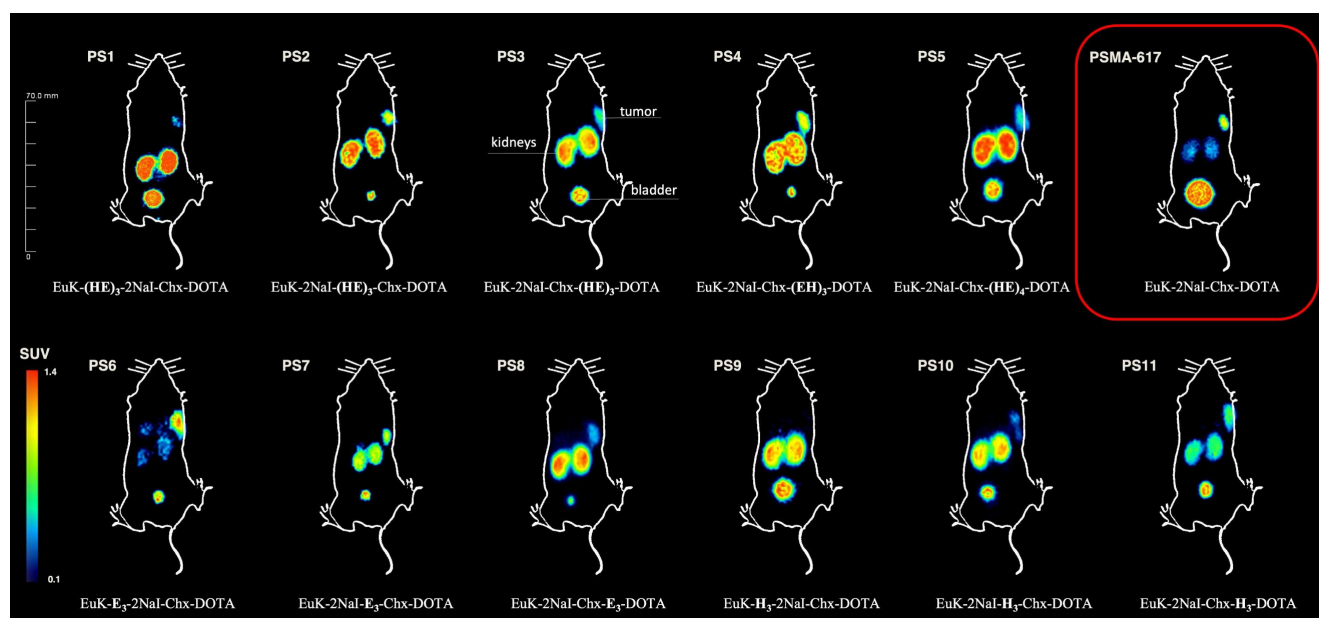 PS1 PS2 PS3 PS4 PS5 PSMA-617
70.0 mm
tumor
kidneys
bladder
0
EuK-(HE)₃-2NaI-Chx-DOTA EuK-2NaI-(HE)₃-Chx-DOTA EuK-2NaI-Chx-(HE)₃-DOTA EuK-2NaI-Chx-(EH)₃-DOTA EuK-2NaI-Chx-(HE)₄-DOTA EuK-2NaI-Chx-DOTA
SUV
1.4
PS6 PS7 PS8 PS9 PS10 PS11
0.1
EuK-E₃-2NaI-Chx-DOTA EuK-2NaI-E₃-Chx-DOTA EuK-2NaI-Chx-E₃-DOTA EuK-H₃-2NaI-Chx-DOTA EuK-2NaI-H₃-Chx-DOTA EuK-2NaI-Chx-H₃-DOTA